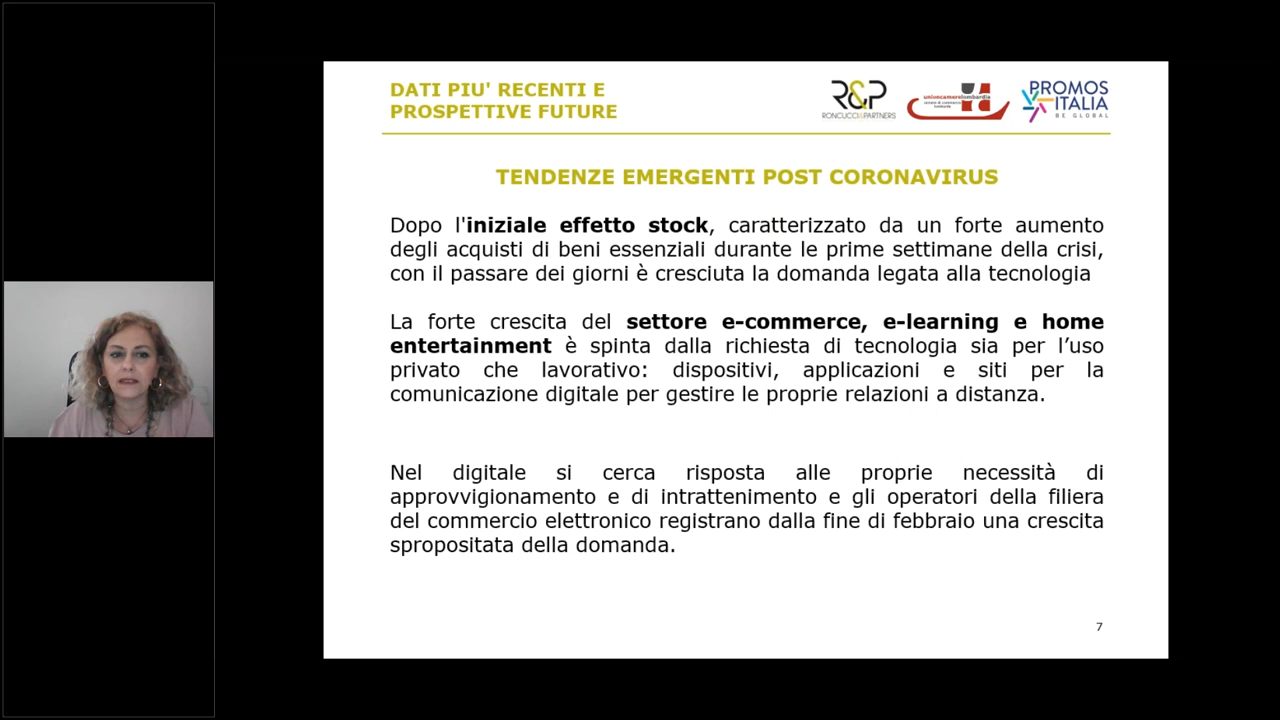 DATI PIU' RECENTI E
PROSPETTIVE FUTURE
R&P
RONCUCCI&PARTNERS
unioncamerelombardia
PROMOS
ITALIA
BE GLOBAL
TENDENZE EMERGENTI POST CORONAVIRUS
Dopo l'iniziale effetto stock, caratterizzato da un forte aumento
degli acquisti di beni essenziali durante le prime settimane della crisi,
con il passare dei giorni è cresciuta la domanda legata alla tecnologia
La forte crescita del settore e-commerce, e-learning e home
entertainment è spinta dalla richiesta di tecnologia sia per l’uso
privato che lavorativo: dispositivi, applicazioni e siti per la
comunicazione digitale per gestire le proprie relazioni a distanza.
Nel digitale si cerca risposta alle proprie necessità di
approvvigionamento e di intrattenimento e gli operatori della filiera
del commercio elettronico registrano dalla fine di febbraio una crescita
spropositata della domanda.
7